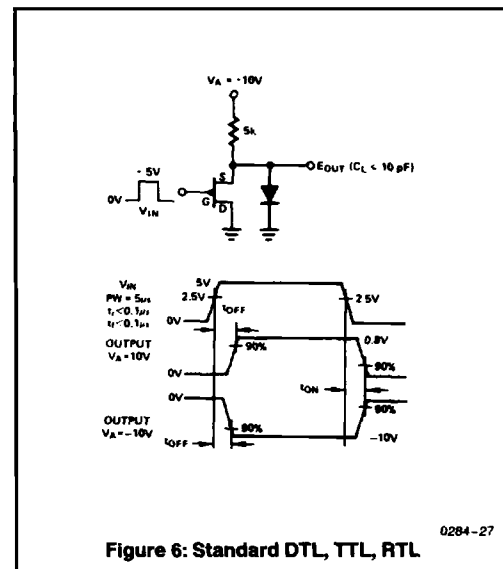 VA = -10V
5k
EOUT (CL < 10 pF)
- 5V
0V
VIN
S
G
D
VIN
PW = 5μs
tr<0.1μs
tf<0.1μs
5V
2.5V
0V
2.5V
tOFF
OUTPUT
VA=10V
90%
0V
0.8V
90%
tON
0V
90%
90%
OUTPUT
VA=-10V
tOFF
-10V
0284-27
Figure 6: Standard DTL, TTL, RTL